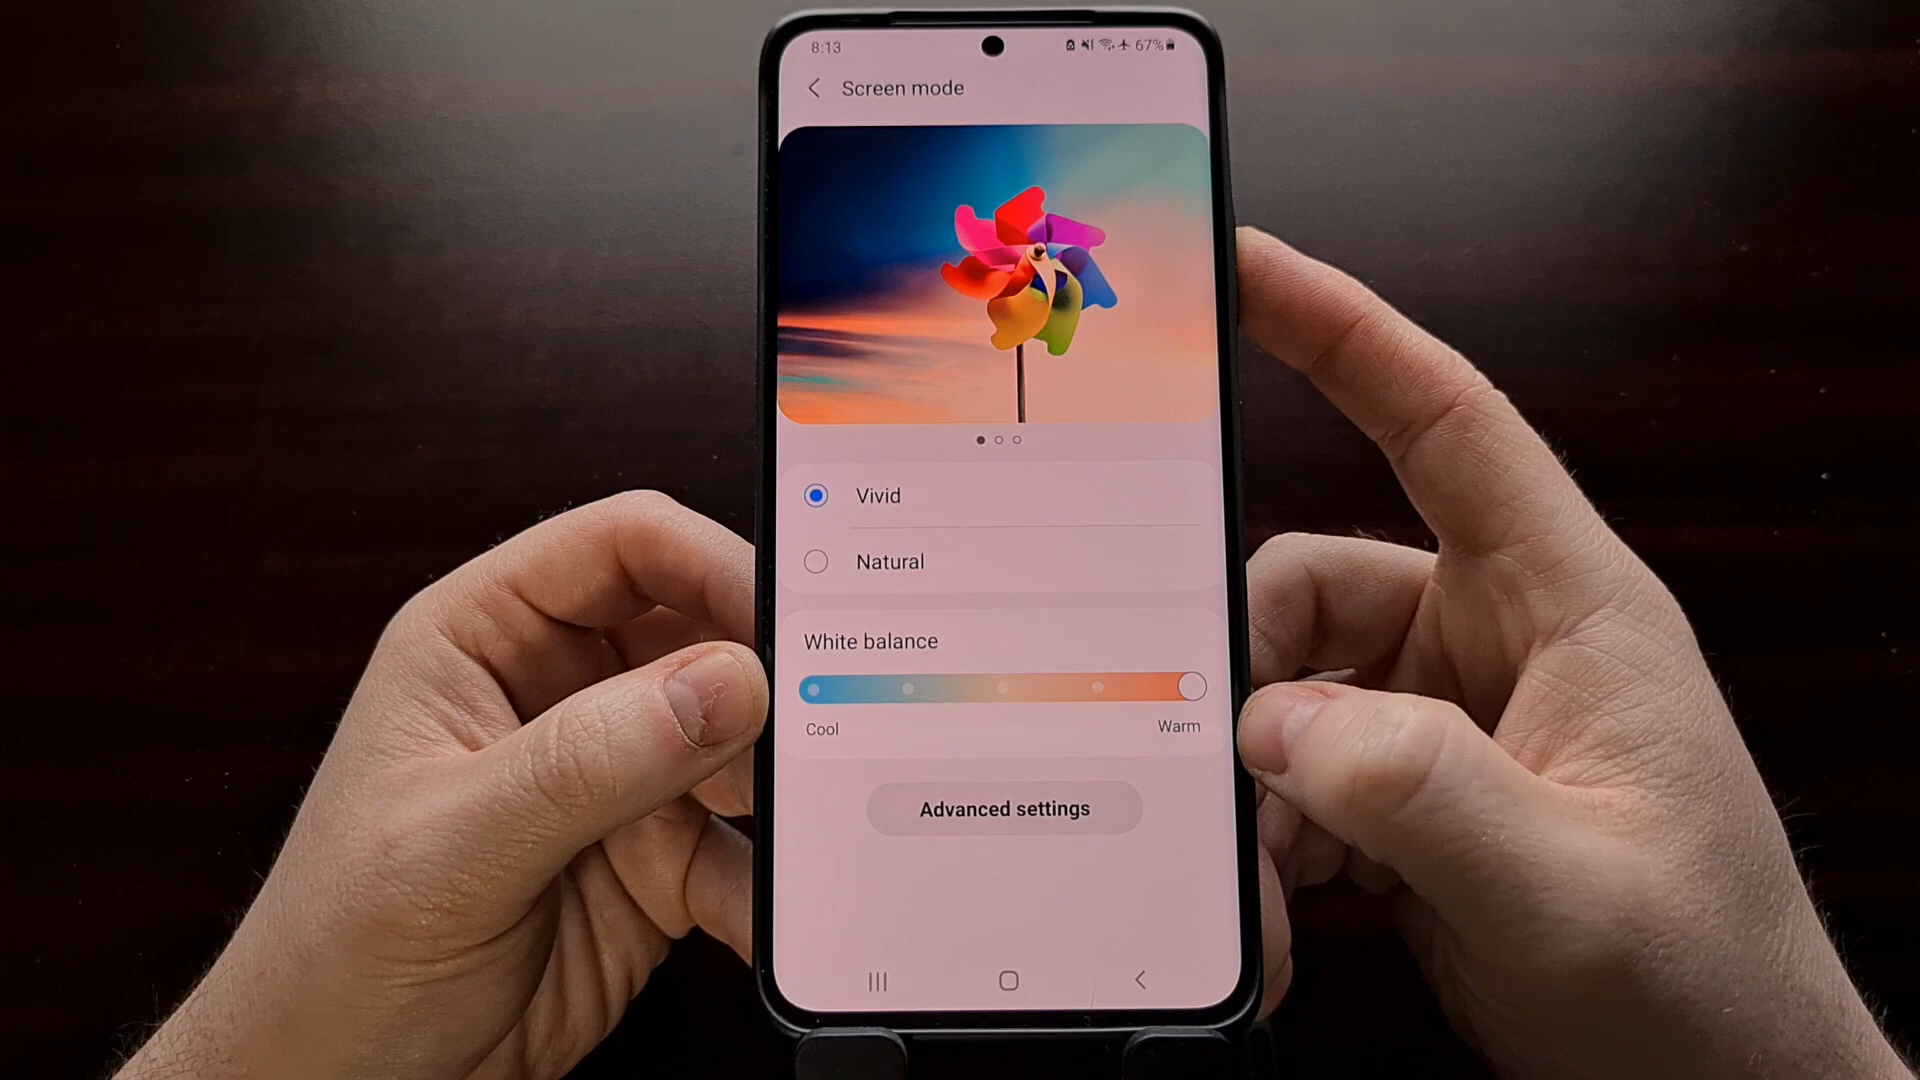 8:13 67%
Screen mode
Vivid
Natural
White balance
Cool Warm
Advanced settings